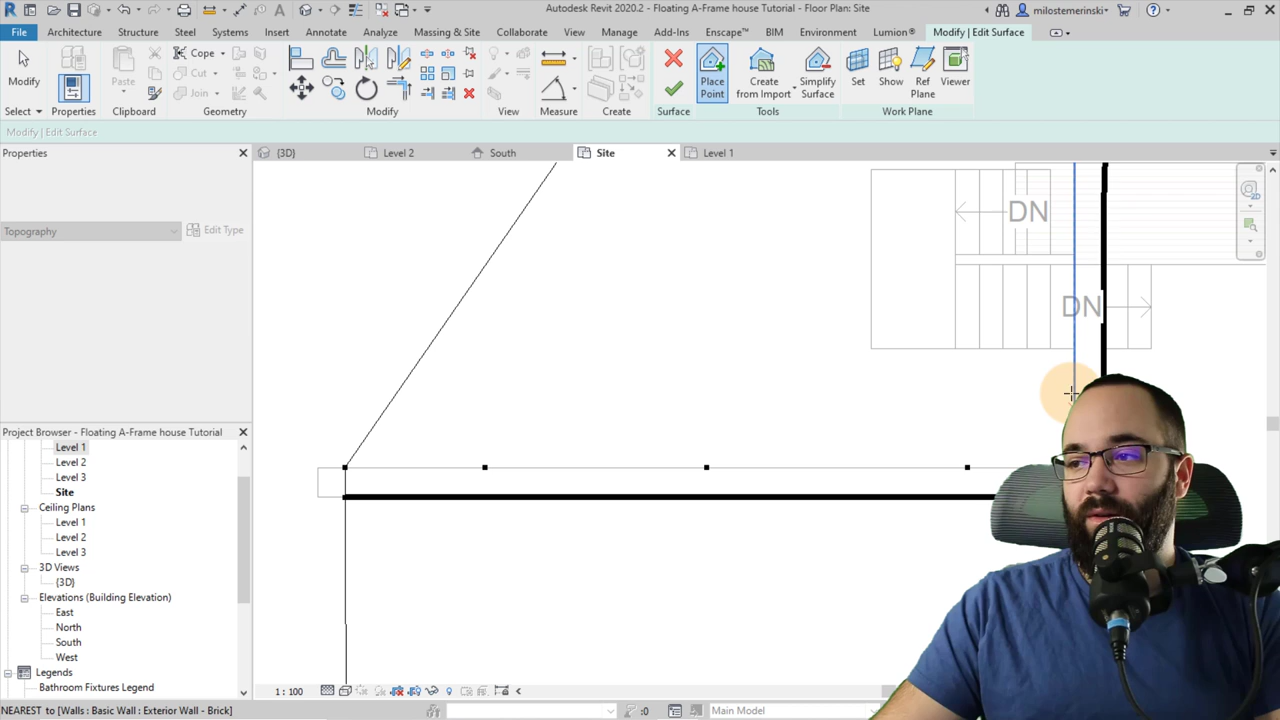 Autodesk Revit 2020.2 - Floating A-Frame house Tutorial - Floor Plan: Site
milostemerinski
File Architecture Structure Steel Systems Insert Annotate Analyze Massing & Site Collaborate View Manage Add-Ins Enscape™ BIM Environment Lumion® Modify | Edit Surface
Modify
Properties
Paste
Cope
Cut
Join
Place
Point
Create
from Import
Simplify
Surface
Set
Show
Ref
Plane
Viewer
Select Properties Clipboard Geometry Modify View Measure Create Surface Tools Work Plane
Modify | Edit Surface
Properties
{3D} Level 2 South Site Level 1
Topography Edit Type
DN
DN
Project Browser - Floating A-Frame house Tutorial
Level 1
Level 2
Level 3
Site
Ceiling Plans
Level 1
Level 2
Level 3
3D Views
{3D}
Elevations (Building Elevation)
East
North
South
West
Legends
Bathroom Fixtures Legend
1 : 100
NEAREST to [Walls : Basic Wall : Exterior Wall - Brick]
:0
Main Model